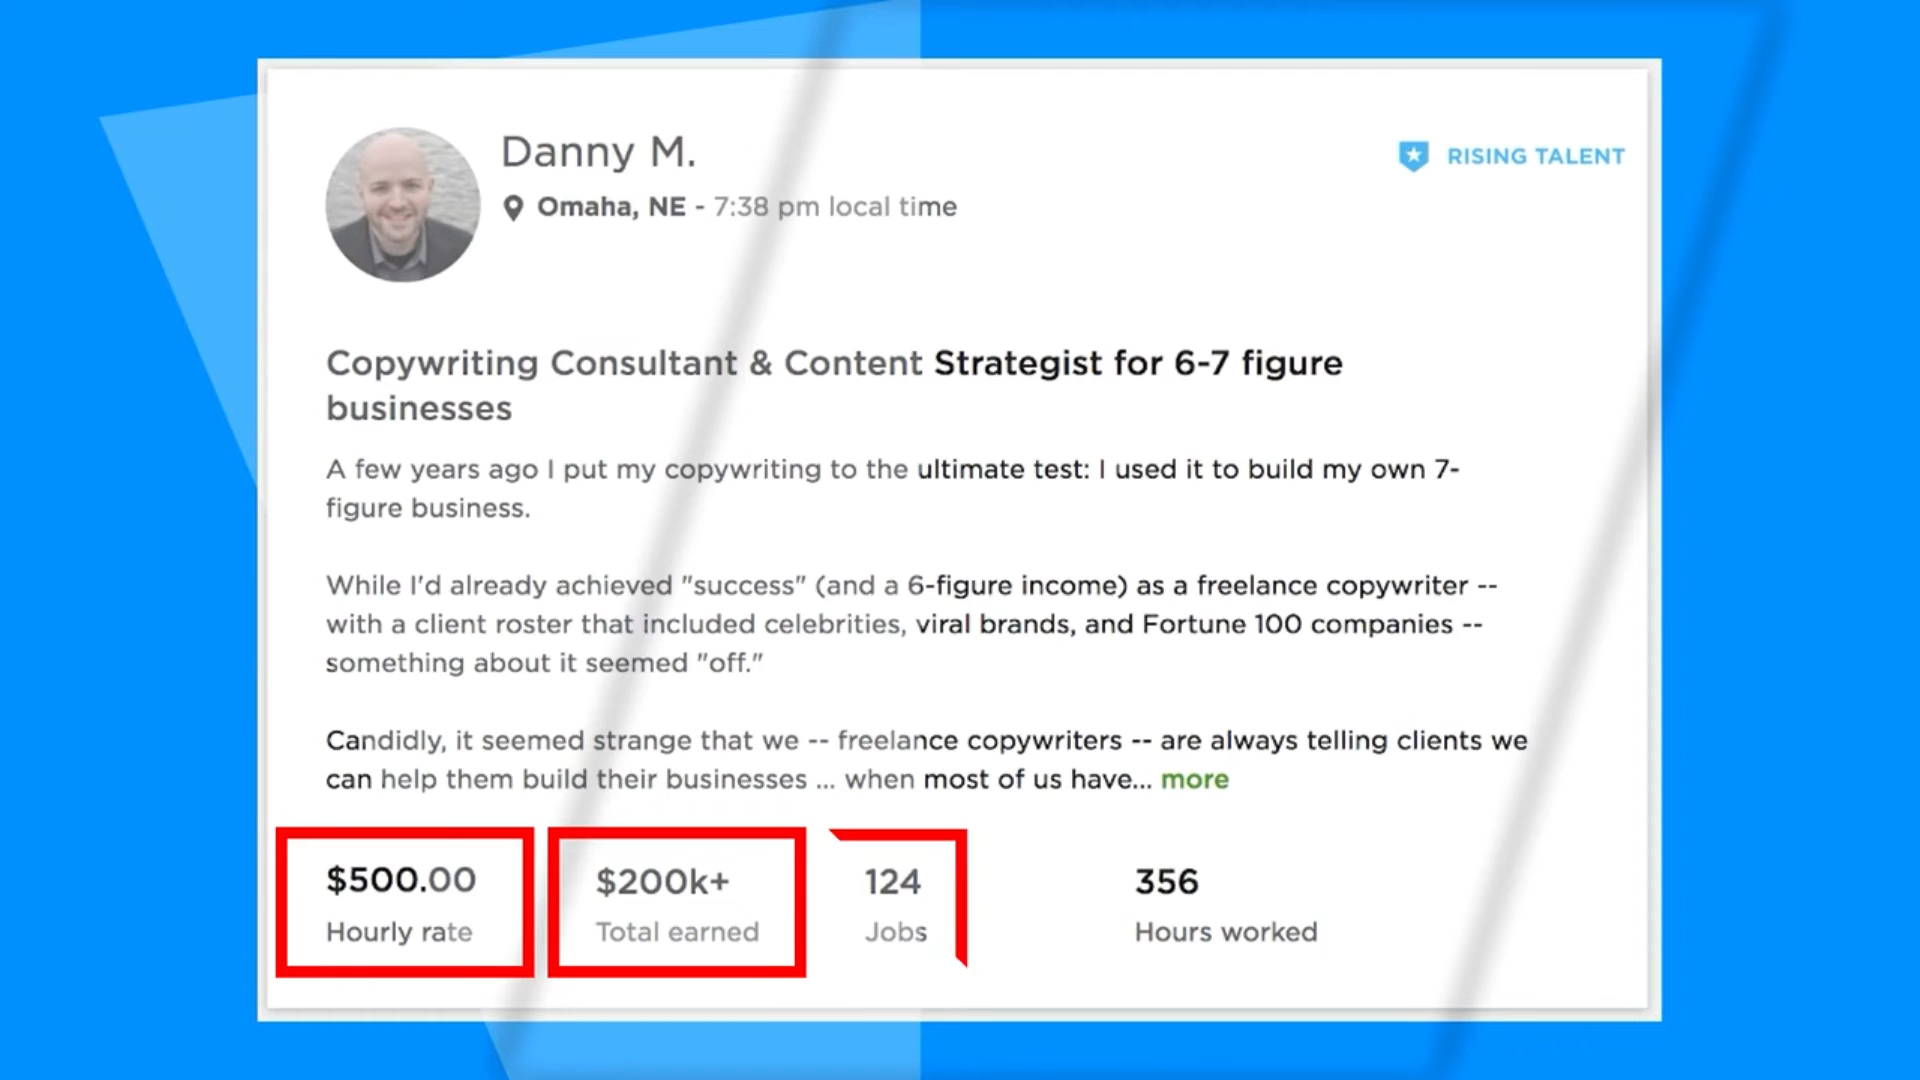 Danny M.
RISING TALENT
Omaha, NE - 7:38 pm local time
Copywriting Consultant & Content Strategist for 6-7 figure
businesses
A few years ago I put my copywriting to the ultimate test: I used it to build my own 7-
figure business.
While I'd already achieved "success" (and a 6-figure income) as a freelance copywriter --
with a client roster that included celebrities, viral brands, and Fortune 100 companies --
something about it seemed "off."
Candidly, it seemed strange that we -- freelance copywriters -- are always telling clients we
can help them build their businesses ... when most of us have... more
$500.00 $200k+ 124 356
Hourly rate Total earned Jobs Hours worked